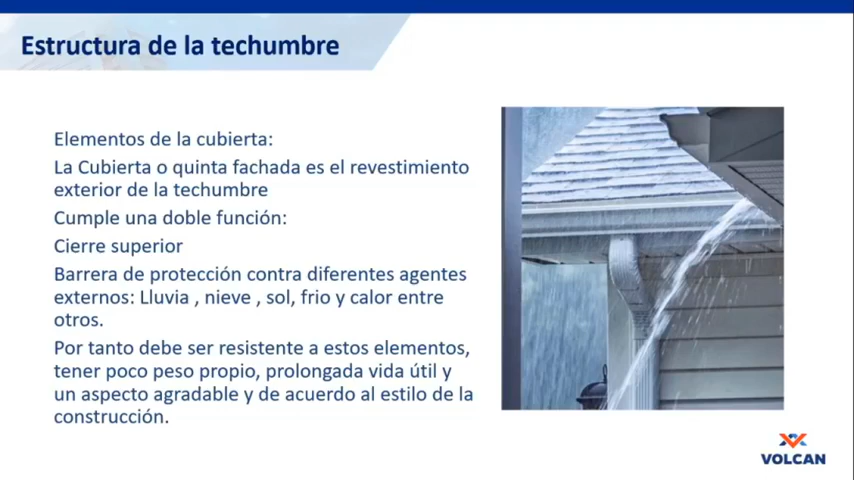 Estructura de la techumbre
Elementos de la cubierta:
La Cubierta o quinta fachada es el revestimiento
exterior de la techumbre
Cumple una doble función:
Cierre superior
Barrera de protección contra diferentes agentes
externos: Lluvia , nieve , sol, frio y calor entre
otros.
Por tanto debe ser resistente a estos elementos,
tener poco peso propio, prolongada vida útil y
un aspecto agradable y de acuerdo al estilo de la
construcción.
VOLCAN